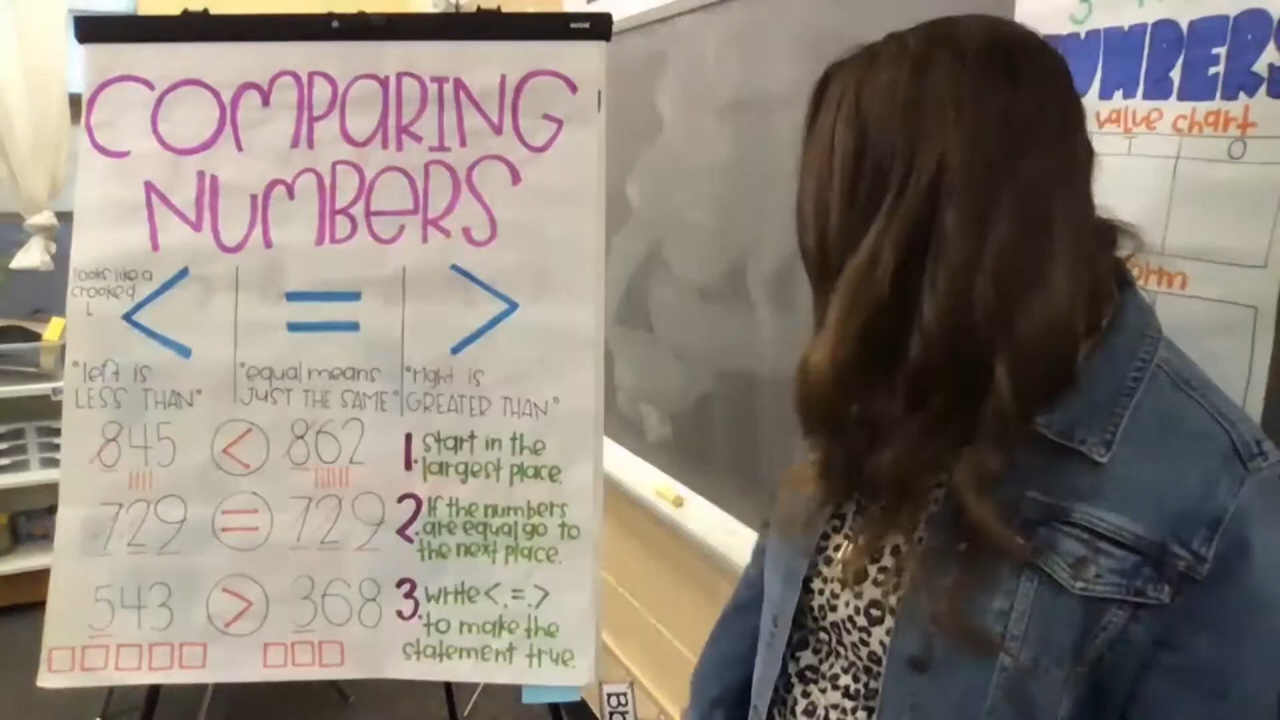 COMPARING
NUMBERS
looks like a
crooked
L
<
=
>
"left is
LESS THAN"
"equal means
JUST THE SAME"
"right is
GREATER THAN"
845 < 862
729 = 729
543 > 368
1. Start in the
largest place.
2. If the numbers
are equal go to
the next place.
3. write <, =, >
to make the
statement true.
NUMBERS
value chart
T O
Bb